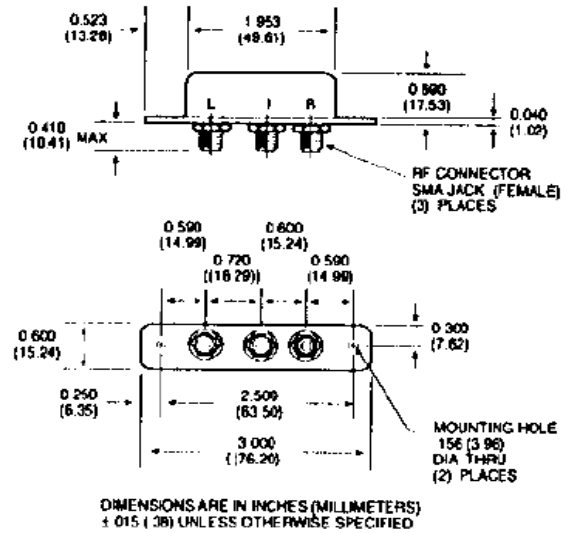 0.523
(13.28)
1.953
(49.61)
L I R
0.690
(17.53)
0.040
(1.02)
0.410
(10.41) MAX
RF CONNECTOR
SMA JACK (FEMALE)
(3) PLACES
0.590
(14.99)
0.600
(15.24)
0.720
((18.29))
0.590
(14.99)
0.600
(15.24)
0.300
(7.62)
0.250
(6.35)
2.500
(63.50)
3.000
((76.20)
MOUNTING HOLE
156 (3.96)
DIA THRU
(2) PLACES
DIMENSIONS ARE IN INCHES (MILLIMETERS)
± 015 (.38) UNLESS OTHERWISE SPECIFIED